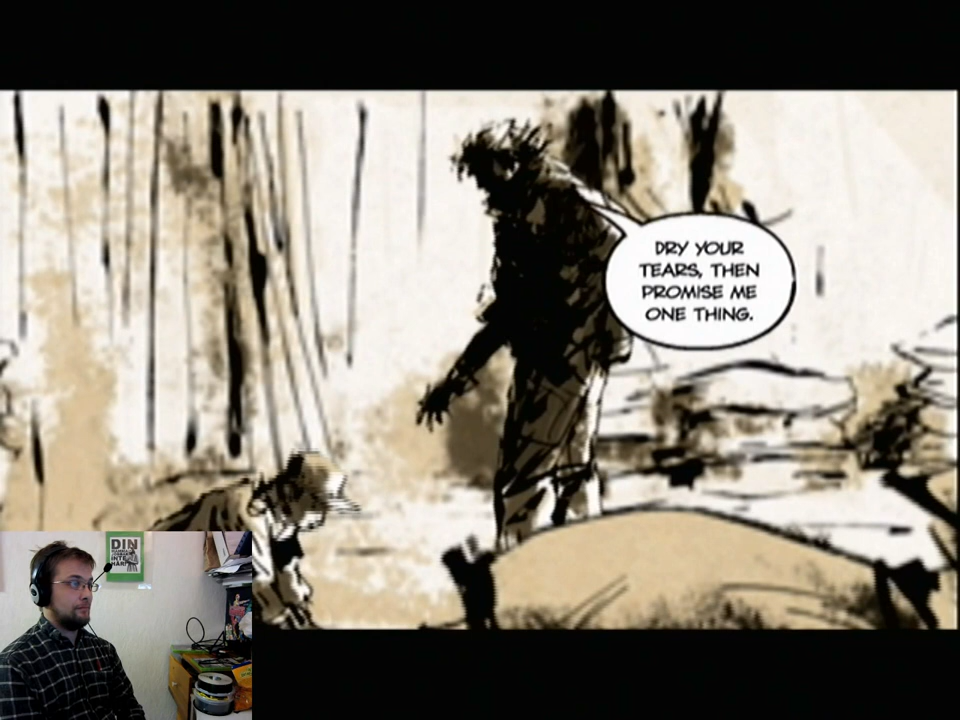 DRY YOUR
TEARS, THEN
PROMISE ME
ONE THING.
DIN